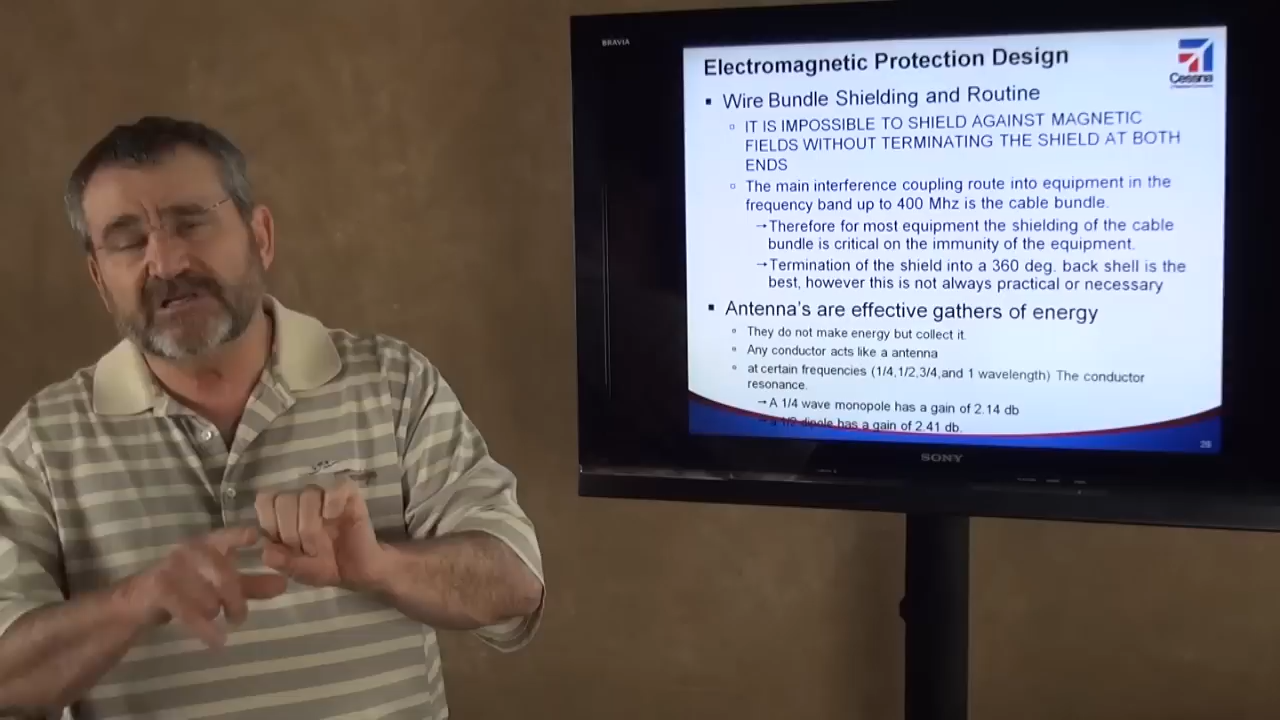 BRAVIA
Electromagnetic Protection Design
Cessna
▪ Wire Bundle Shielding and Routine
▫ IT IS IMPOSSIBLE TO SHIELD AGAINST MAGNETIC
FIELDS WITHOUT TERMINATING THE SHIELD AT BOTH
ENDS
▫ The main interference coupling route into equipment in the
frequency band up to 400 Mhz is the cable bundle.
→Therefore for most equipment the shielding of the cable
bundle is critical on the immunity of the equipment.
→Termination of the shield into a 360 deg. back shell is the
best, however this is not always practical or necessary
▪ Antenna's are effective gathers of energy
▫ They do not make energy but collect it.
▫ Any conductor acts like a antenna
▫ at certain frequencies (1/4,1/2,3/4,and 1 wavelength) The conductor
resonance.
→A 1/4 wave monopole has a gain of 2.14 db
→a 1/2 dipole has a gain of 2.41 db.
28
SONY